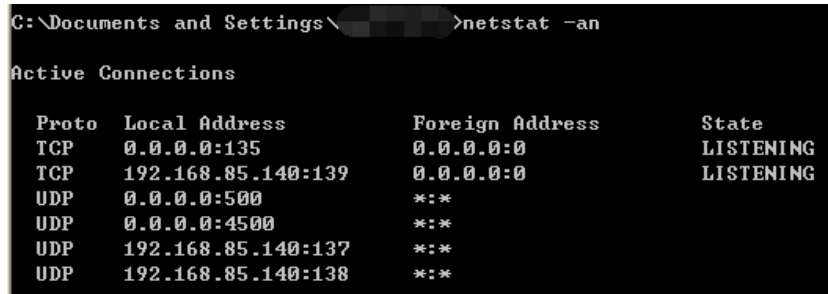 C:\Documents and Settings\ >netstat -an
Active Connections
Proto Local Address Foreign Address State
TCP 0.0.0.0:135 0.0.0.0:0 LISTENING
TCP 192.168.85.140:139 0.0.0.0:0 LISTENING
UDP 0.0.0.0:500 *:*
UDP 0.0.0.0:4500 *:*
UDP 192.168.85.140:137 *:*
UDP 192.168.85.140:138 *:*